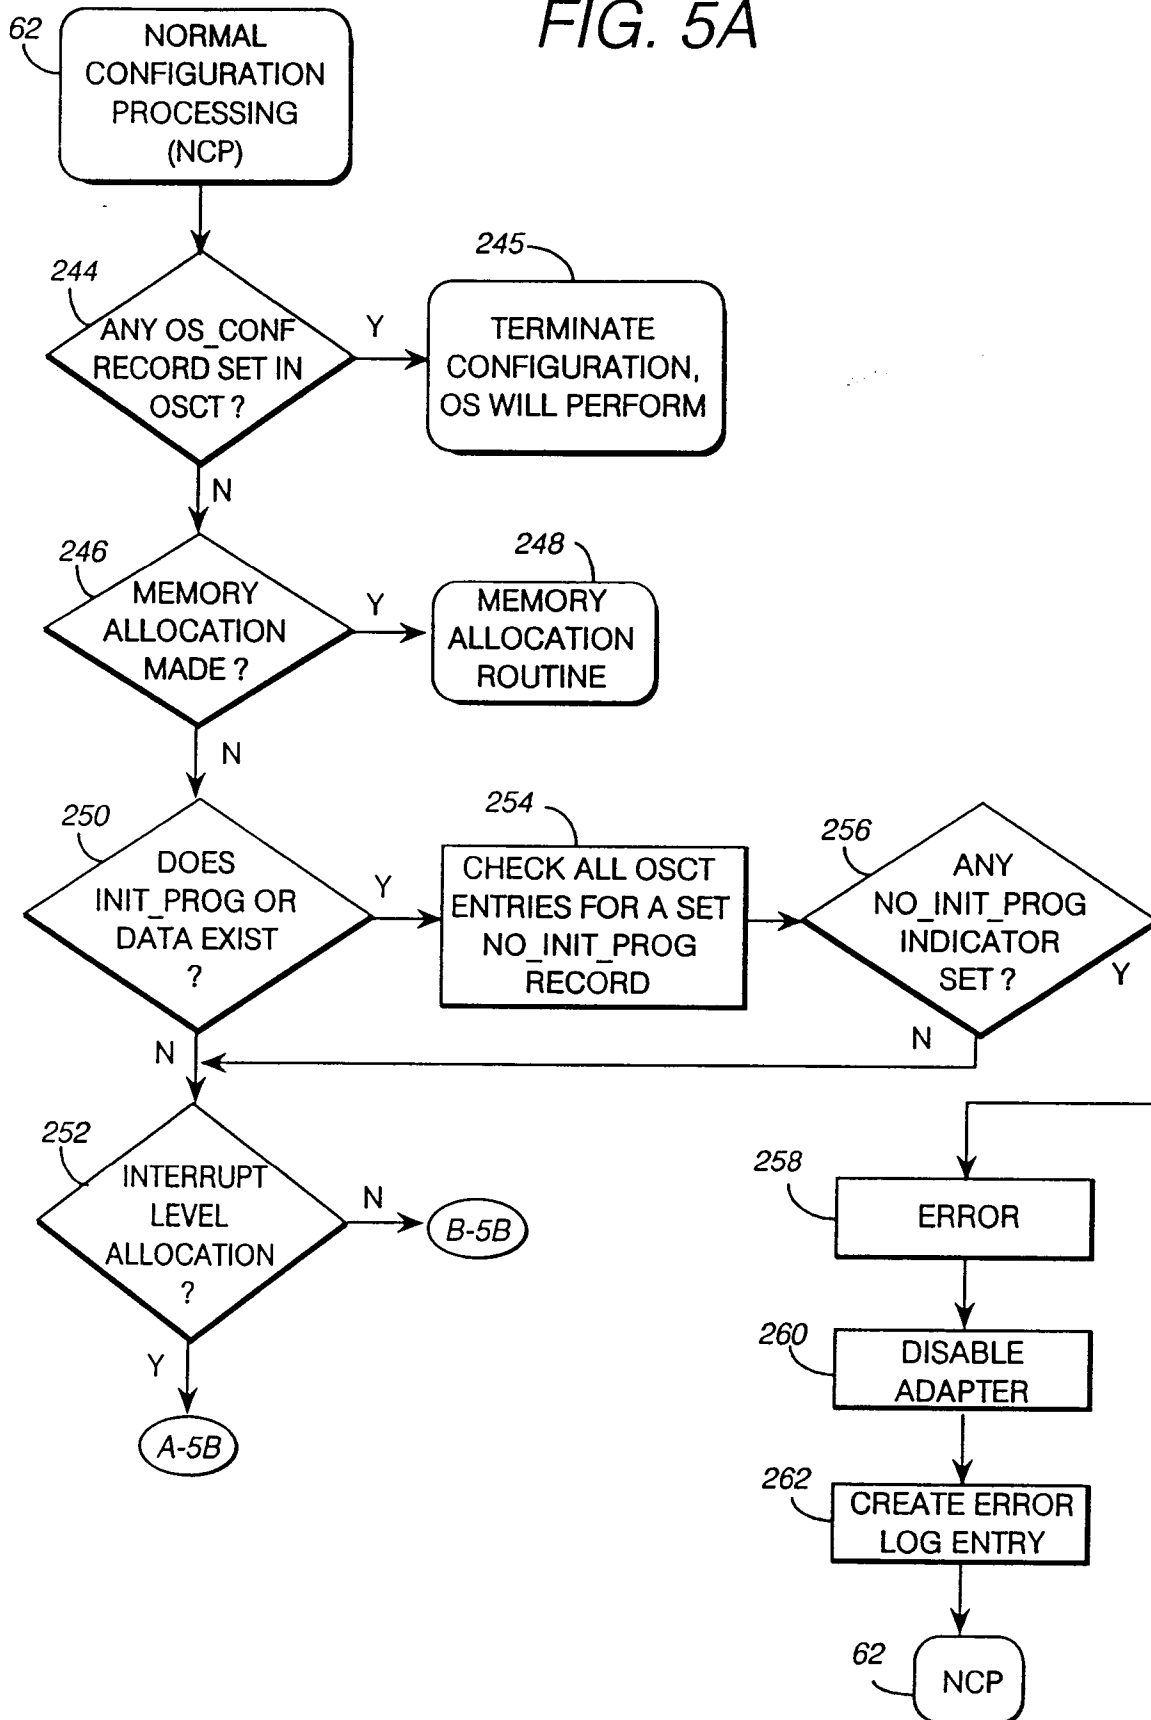 FIG. 5A
62
NORMAL
CONFIGURATION
PROCESSING
(NCP)
244
ANY OS_CONF
RECORD SET IN
OSCT ?
Y
N
245
TERMINATE
CONFIGURATION,
OS WILL PERFORM
246
MEMORY
ALLOCATION
MADE ?
Y
N
248
MEMORY
ALLOCATION
ROUTINE
250
DOES
INIT_PROG OR
DATA EXIST
?
Y
N
254
CHECK ALL OSCT
ENTRIES FOR A SET
NO_INIT_PROG
RECORD
256
ANY
NO_INIT_PROG
INDICATOR
SET ?
Y
N
252
INTERRUPT
LEVEL
ALLOCATION
?
N
B-5B
Y
A-5B
258
ERROR
260
DISABLE
ADAPTER
262
CREATE ERROR
LOG ENTRY
62
NCP